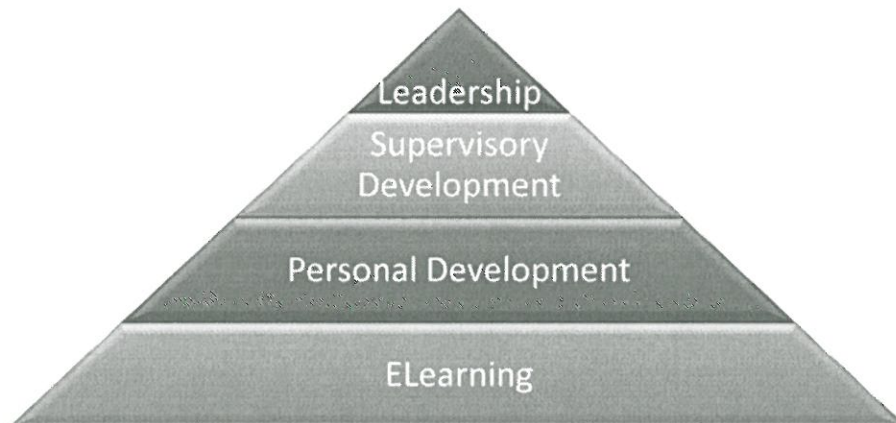 Leadership
Supervisory
Development
Personal Development
ELearning